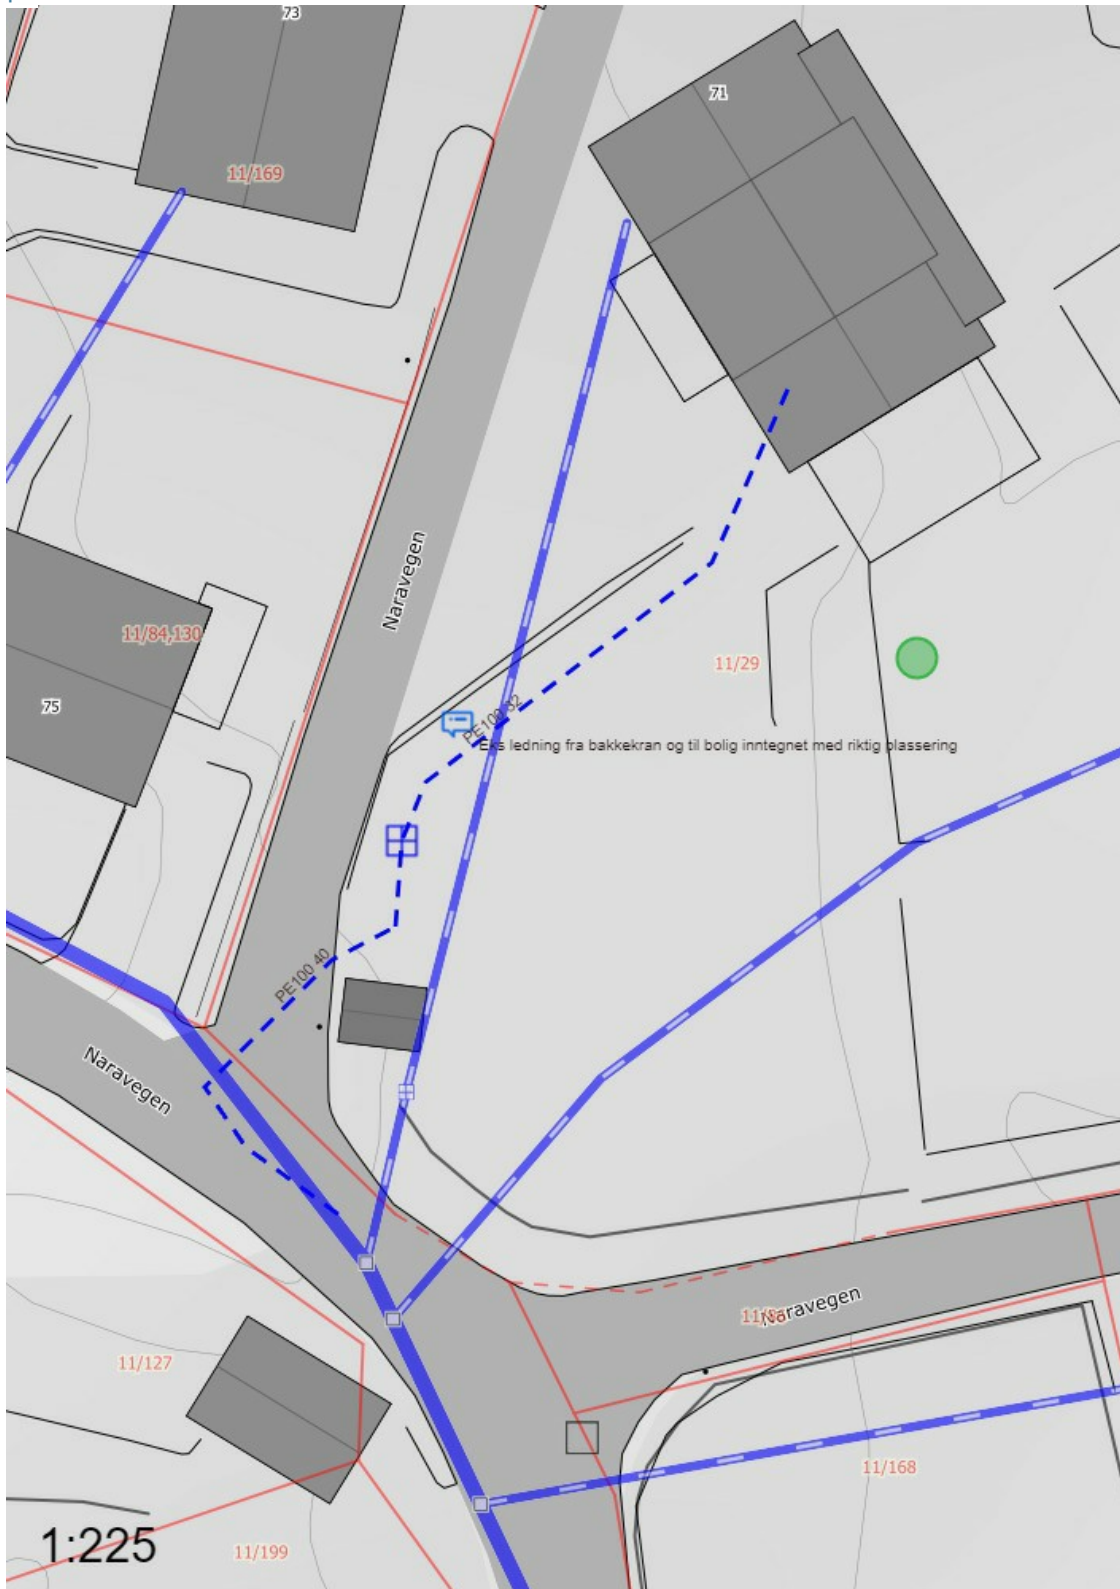 73
71
11/169
Naravegen
11/84,130
11/29
75
PE100 32
Eks ledning fra bakkekran og til bolig inntegnet med riktig plassering
PE100 40
Naravegen
Naravegen
11/127
11/168
1:225
11/199